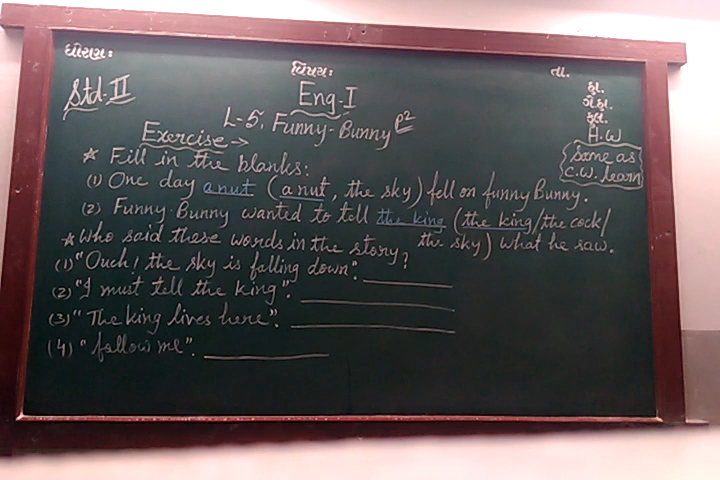 ધોરણઃ
વિષયઃ
તા.
Std-II
Eng-I
L-5. Funny-Bunny P2
Exercise →
હા.
ગે.હા.
કુલ.
H.W
Same as
C.W. learn
★ Fill in the blanks:
(1) One day a nut (a nut, the sky) fell on funny Bunny.
(2) Funny-Bunny wanted to tell the king (the king/the cock/
the sky) what he saw.
★ Who said these words in the story?
(1) "Ouch! the sky is falling down".
(2) "I must tell the king".
(3) "The king lives here".
(4) "follow me".